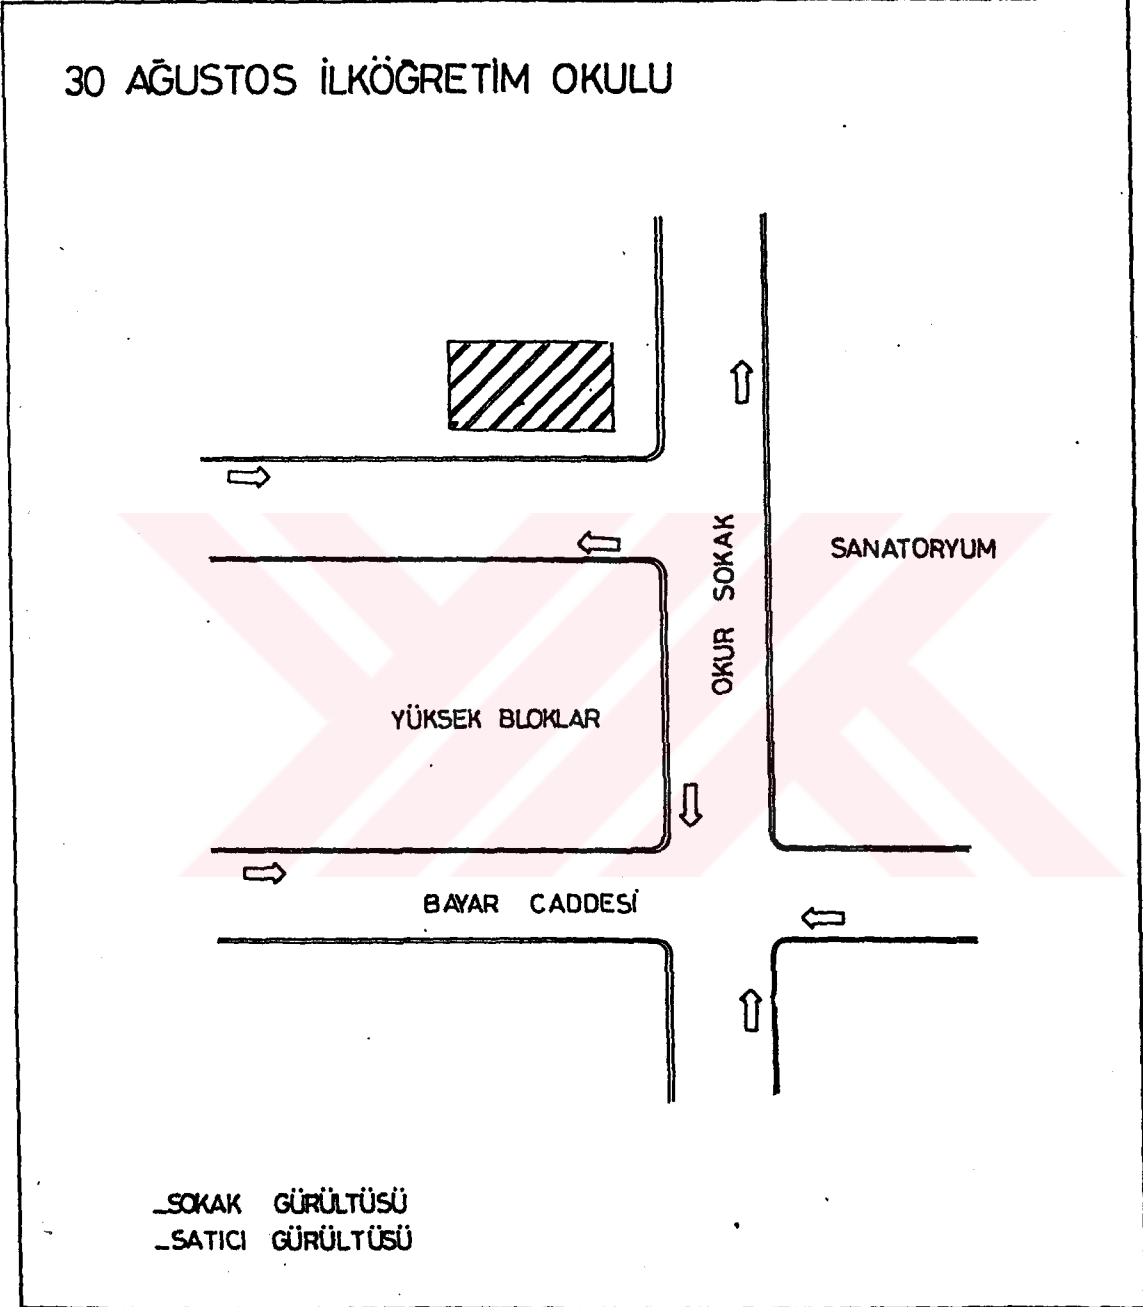 30 AĞUSTOS İLKÖĞRETİM OKULU
SANATORYUM
OKUR SOKAK
YÜKSEK BLOKLAR
BAYAR CADDESİ
_SOKAK GÜRÜLTÜSÜ
_SATICI GÜRÜLTÜSÜ